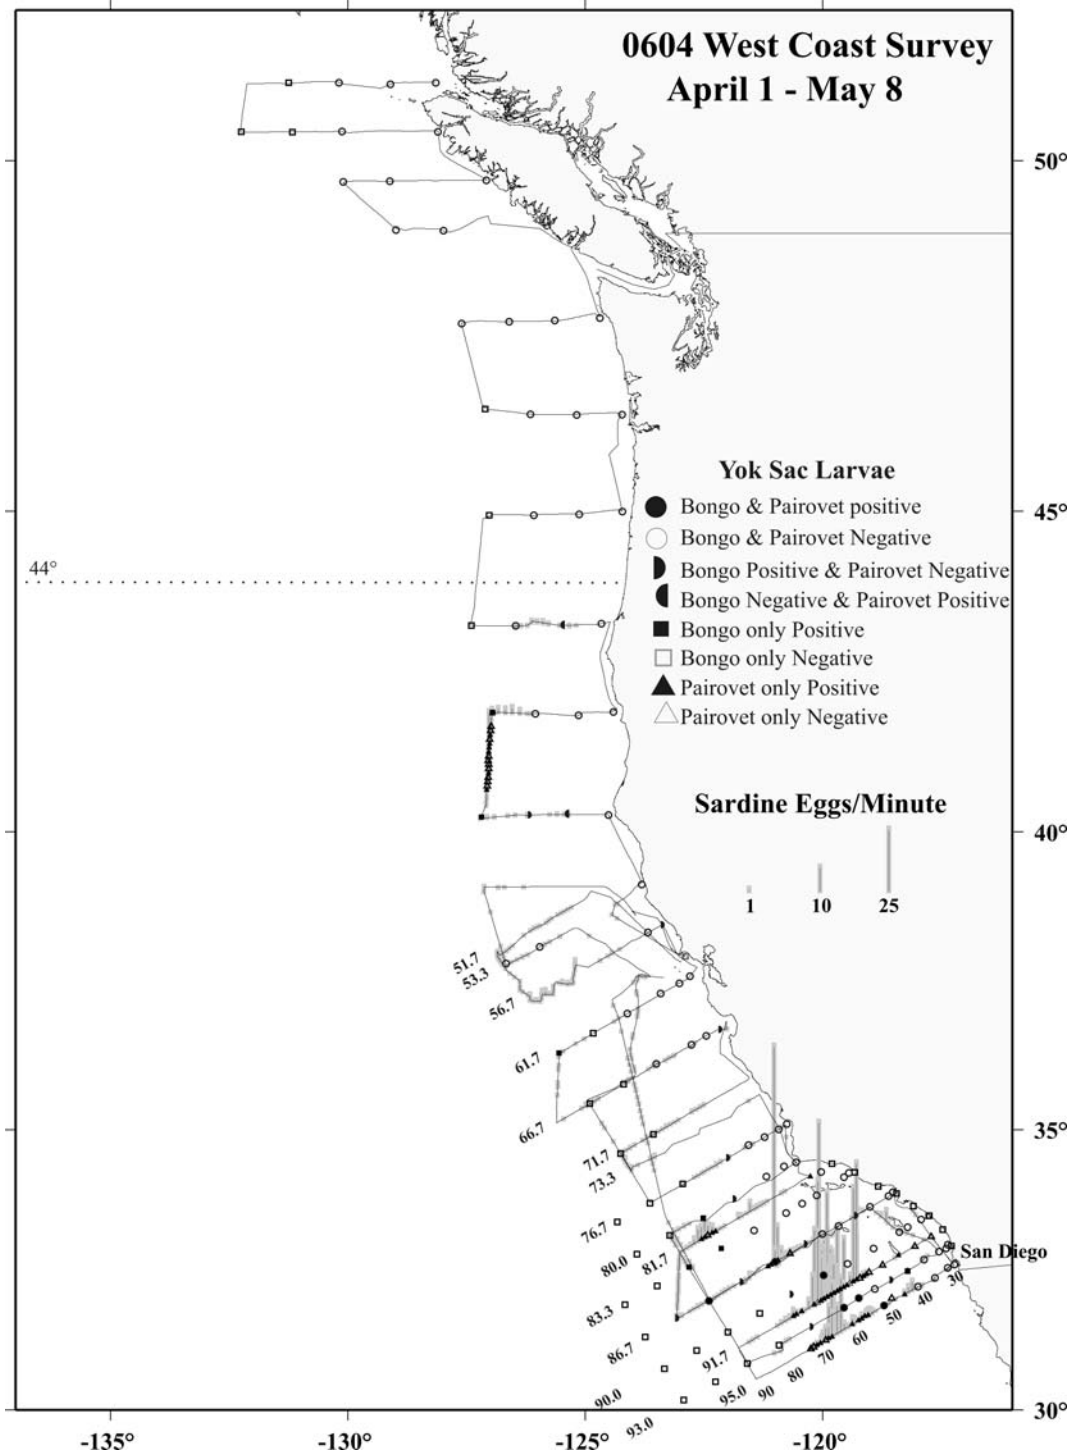 0604 West Coast Survey
April 1 - May 8
50°
Yok Sac Larvae
Bongo & Pairovet positive
45°
Bongo & Pairovet Negative
44°
Bongo Positive & Pairovet Negative
Bongo Negative & Pairovet Positive
Bongo only Positive
Bongo only Negative
Pairovet only Positive
Pairovet only Negative
Sardine Eggs/Minute
40°
1 10 25
51.7
53.3
56.7
61.7
66.7
35°
71.7
73.3
76.7
80.0
81.7
San Diego
83.3
30
40
50
86.7
60
91.7
70
80
90.0
95.0
90
93.0
30°
-135° -130° -125° -120°